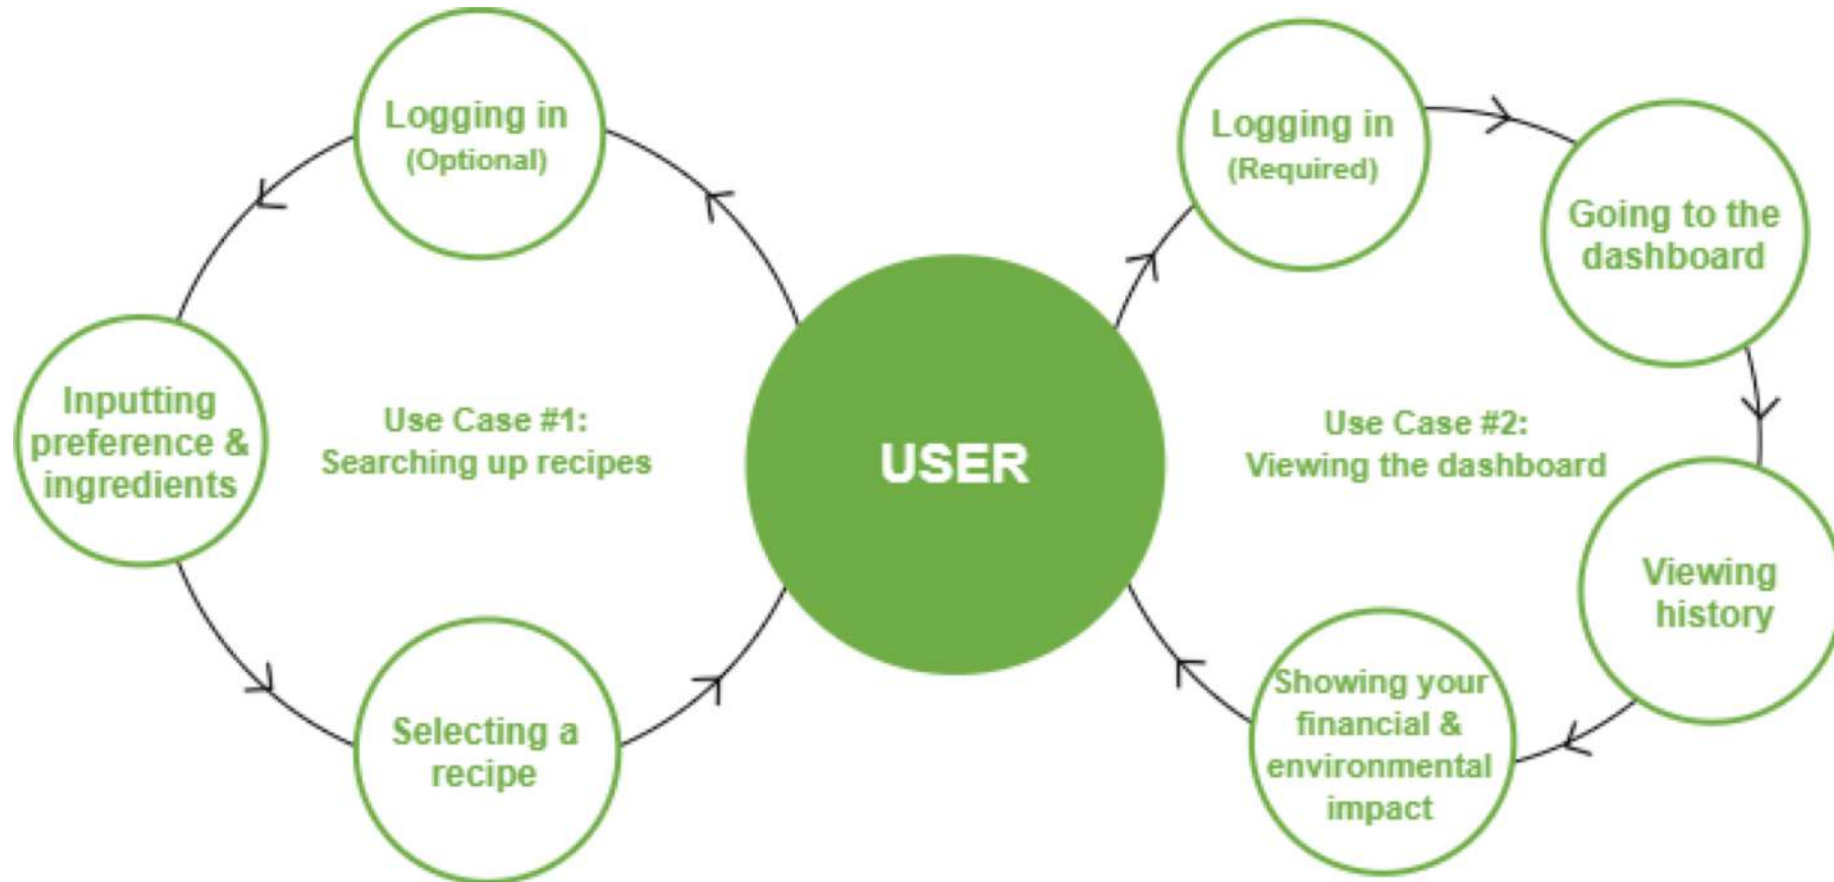 Logging in
(Optional)
Inputting
preference &
ingredients
Use Case #1:
Searching up recipes
Selecting a
recipe
USER
Logging in
(Required)
Going to the
dashboard
Use Case #2:
Viewing the dashboard
Viewing
history
Showing your
financial &
environmental
impact